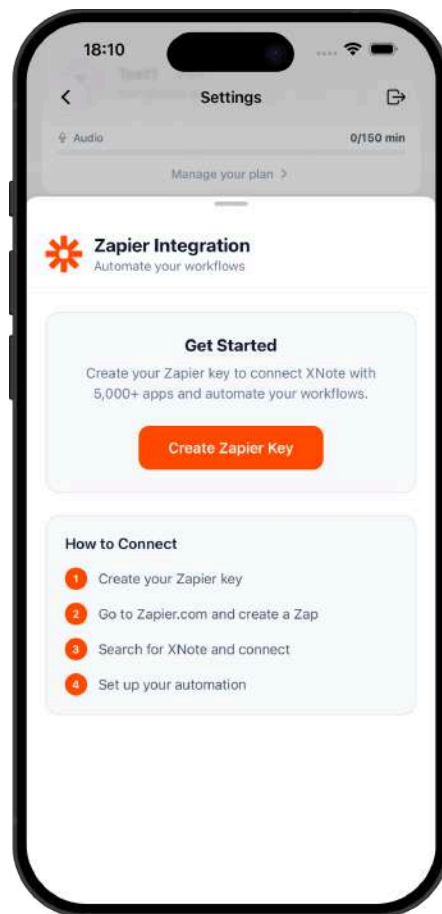 18:10
Settings
Audio
0/150 min
Manage your plan >
Zapier Integration
Automate your workflows
Get Started
Create your Zapier key to connect XNote with
5,000+ apps and automate your workflows.
Create Zapier Key
How to Connect
1 Create your Zapier key
2 Go to Zapier.com and create a Zap
3 Search for XNote and connect
4 Set up your automation